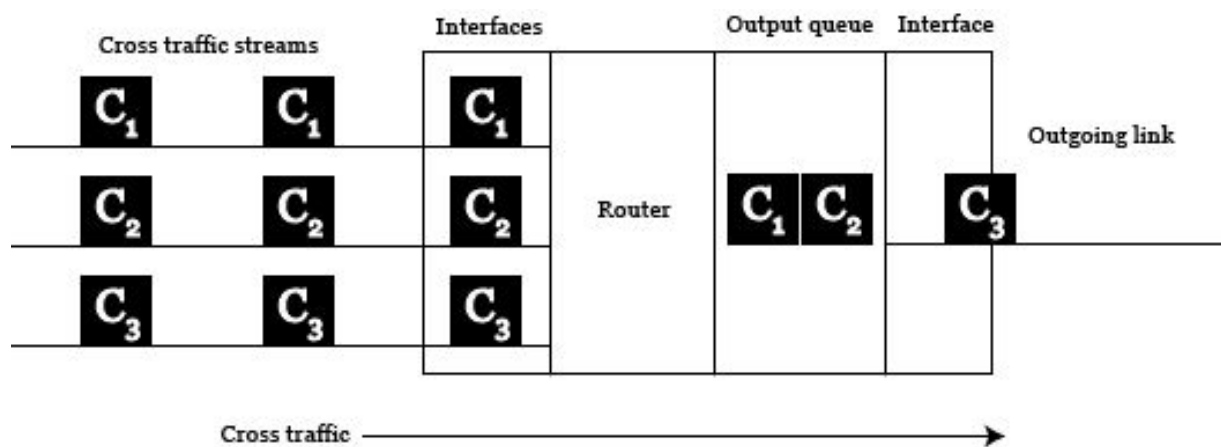 Cross traffic streams
Interfaces
Output queue
Interface
C₁ C₁ C₁
C₂ C₂ C₂
C₃ C₃ C₃
Router
C₁ C₂
C₃
Outgoing link
Cross traffic